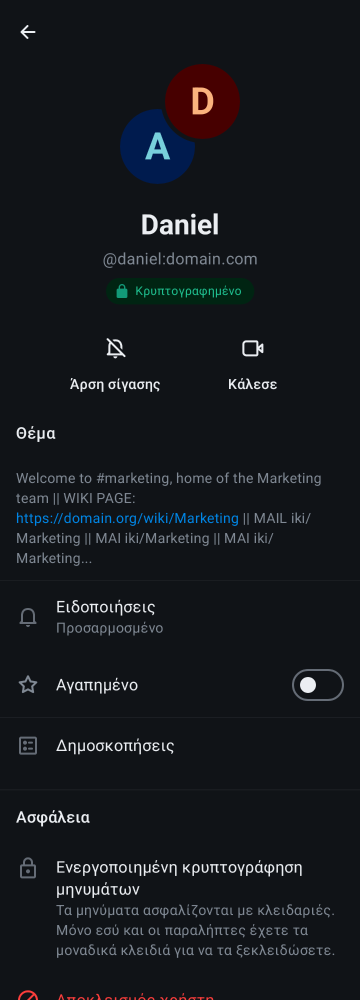 D
A
Daniel
@daniel:domain.com
Κρυπτογραφημένο
Άρση σίγασης
Κάλεσε
Θέμα
Welcome to #marketing, home of the Marketing
team || WIKI PAGE:
https://domain.org/wiki/Marketing || MAIL iki/
Marketing || MAI iki/Marketing || MAI iki/
Marketing...
Ειδοποιήσεις
Προσαρμοσμένο
Αγαπημένο
Δημοσκοπήσεις
Ασφάλεια
Ενεργοποιημένη κρυπτογράφηση
μηνυμάτων
Τα μηνύματα ασφαλίζονται με κλειδαριές.
Μόνο εσύ και οι παραλήπτες έχετε τα
μοναδικά κλειδιά για να τα ξεκλειδώσετε.
Αποκλεισμός χρήστη